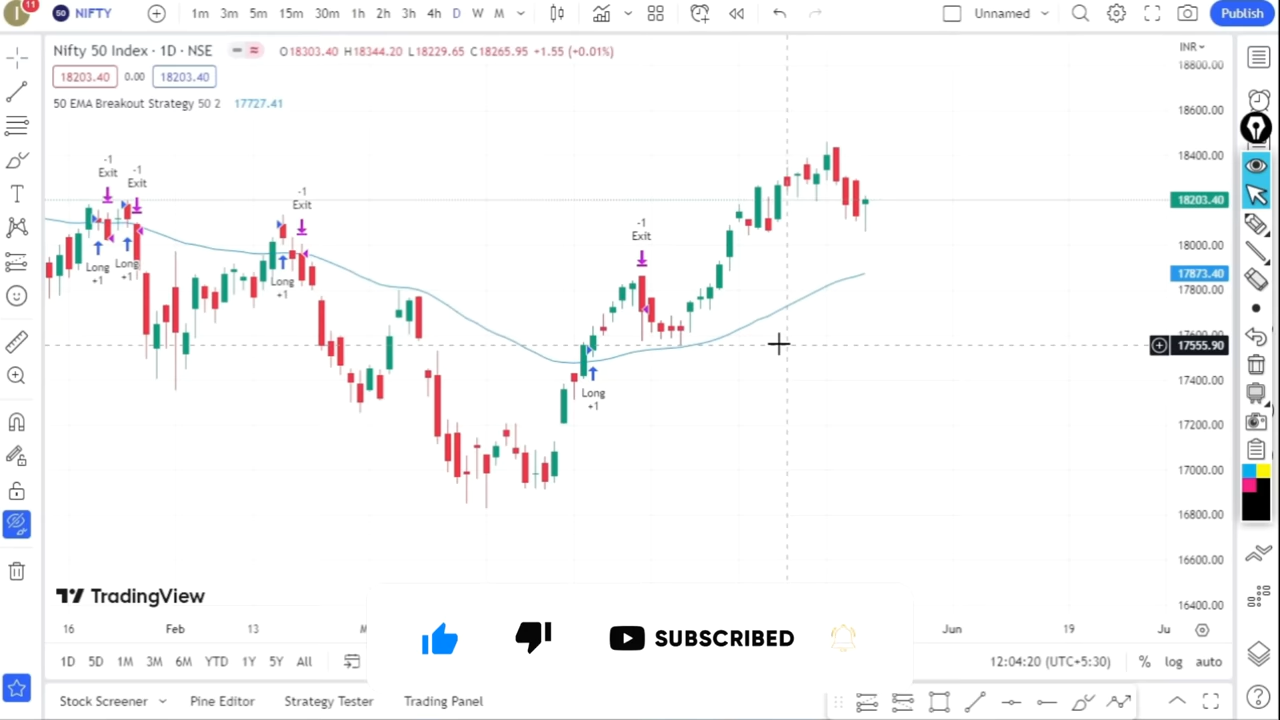 I
11
50 NIFTY
1m 3m 5m 15m 30m 1h 2h 3h 4h D W M
Unnamed
Publish
Nifty 50 Index · 1D · NSE
O18303.40 H18344.20 L18229.65 C18265.95 +1.55 (+0.01%)
INR
18203.40 0.00 18203.40
50 EMA Breakout Strategy 50 2 17727.41
18800.00
18600.00
18400.00
18203.40
18000.00
17873.40
17800.00
17600.00
17555.90
17400.00
17200.00
17000.00
16800.00
16600.00
16400.00
-1
Exit
-1
Exit
Long
+1
Long
+1
-1
Exit
Long
+1
-1
Exit
Long
+1
TradingView
16 Feb 13 M Jun 19 Ju
SUBSCRIBED
1D 5D 1M 3M 6M YTD 1Y 5Y All
12:04:20 (UTC+5:30) % log auto
Stock Screener Pine Editor Strategy Tester Trading Panel